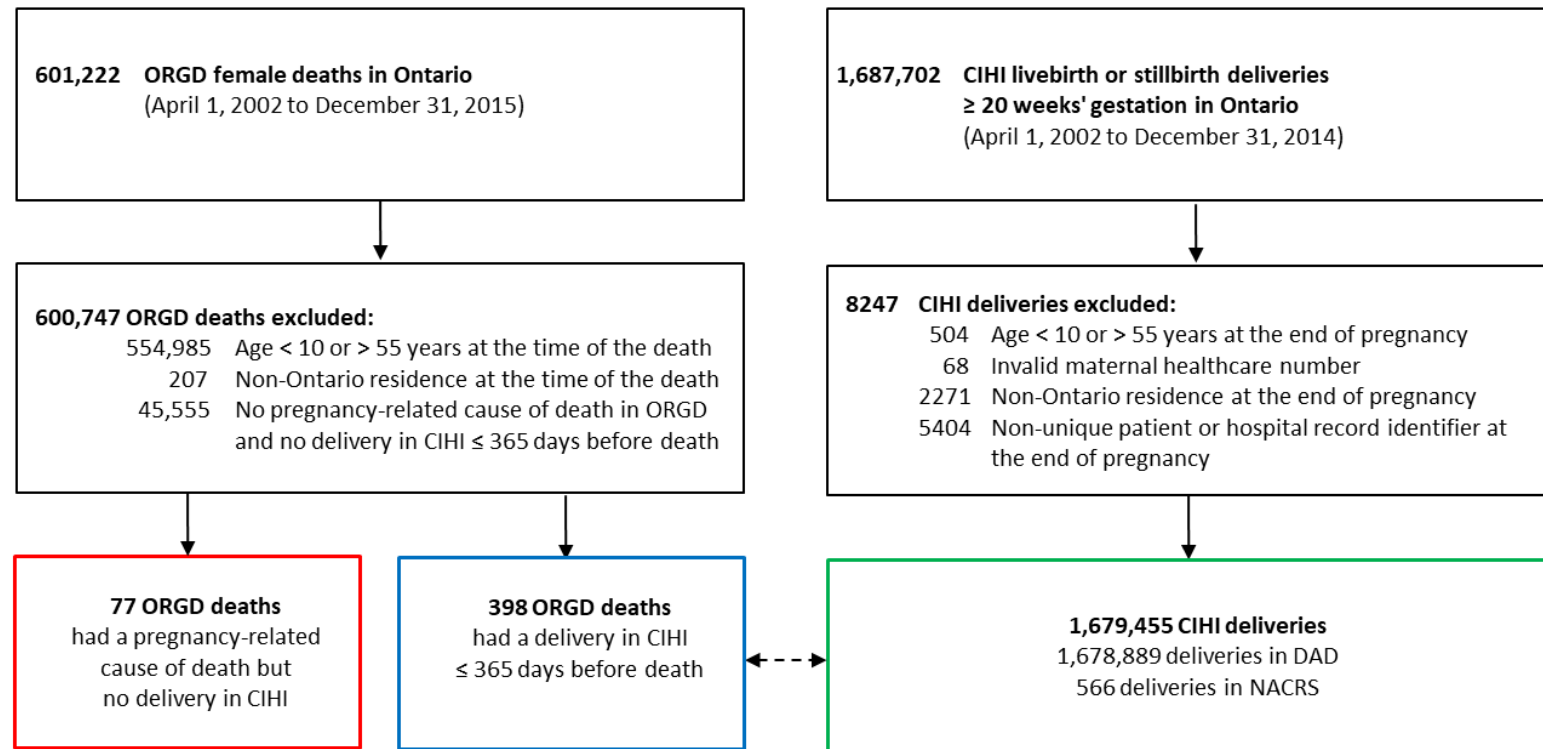 601,222 ORGD female deaths in Ontario
(April 1, 2002 to December 31, 2015)
1,687,702 CIHI livebirth or stillbirth deliveries
≥ 20 weeks' gestation in Ontario
(April 1, 2002 to December 31, 2014)
600,747 ORGD deaths excluded:
554,985 Age < 10 or > 55 years at the time of the death
207 Non-Ontario residence at the time of the death
45,555 No pregnancy-related cause of death in ORGD
and no delivery in CIHI ≤ 365 days before death
8247 CIHI deliveries excluded:
504 Age < 10 or > 55 years at the end of pregnancy
68 Invalid maternal healthcare number
2271 Non-Ontario residence at the end of pregnancy
5404 Non-unique patient or hospital record identifier at
the end of pregnancy
77 ORGD deaths
had a pregnancy-related
cause of death but
no delivery in CIHI
398 ORGD deaths
had a delivery in CIHI
≤ 365 days before death
1,679,455 CIHI deliveries
1,678,889 deliveries in DAD
566 deliveries in NACRS